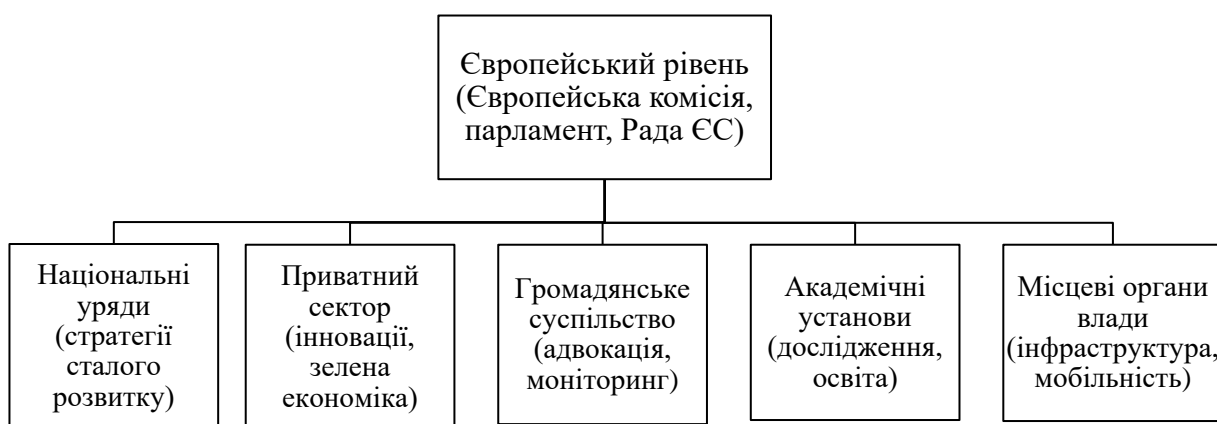 Європейський рівень
(Європейська комісія,
парламент, Рада ЄС)
Національні
уряди
(стратегії
сталого
розвитку)
Приватний
сектор
(інновації,
зелена
економіка)
Громадянське
суспільство
(адвокація,
моніторинг)
Академічні
установи
(дослідження,
освіта)
Місцеві органи
влади
(інфраструктура,
мобільність)